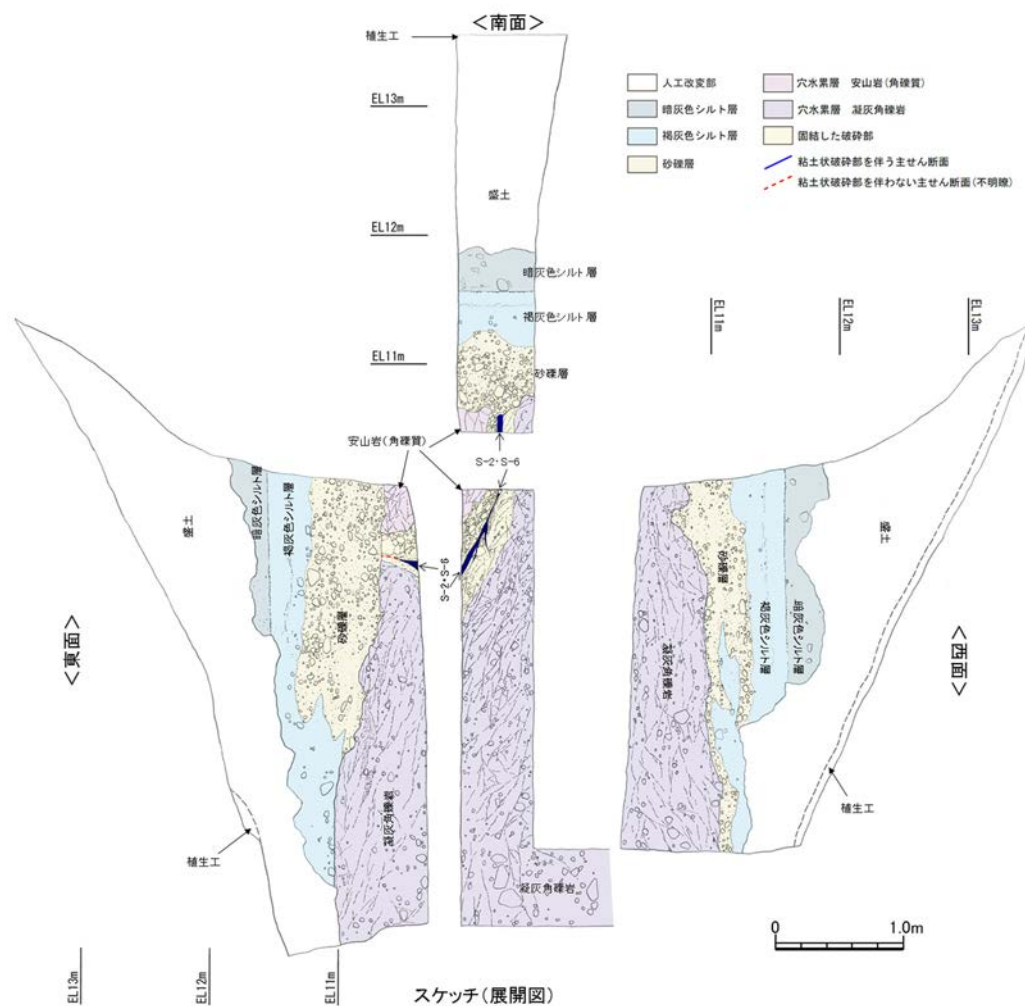 ＜南面＞
植生工
EL13m
盛土
EL12m
暗灰色シルト層
褐灰色シルト層
EL11m
砂礫層
安山岩(角礫質)
S-2・S-6
人工改変部
暗灰色シルト層
褐灰色シルト層
砂礫層
穴水累層　安山岩(角礫質)
穴水累層　凝灰角礫岩
固結した破砕部
粘土状破砕部を伴う主せん断面
粘土状破砕部を伴わない主せん断面(不明瞭)
EL11m
EL12m
EL13m
＜東面＞
盛土
暗灰色シルト層
褐灰色シルト層
砂礫層
凝灰角礫岩
S-2・S-6
植生工
凝灰角礫岩
凝灰角礫岩
砂礫層
褐灰色シルト層
暗灰色シルト層
盛土
＜西面＞
植生工
0
1.0m
EL13m
EL12m
EL11m
スケッチ(展開図)